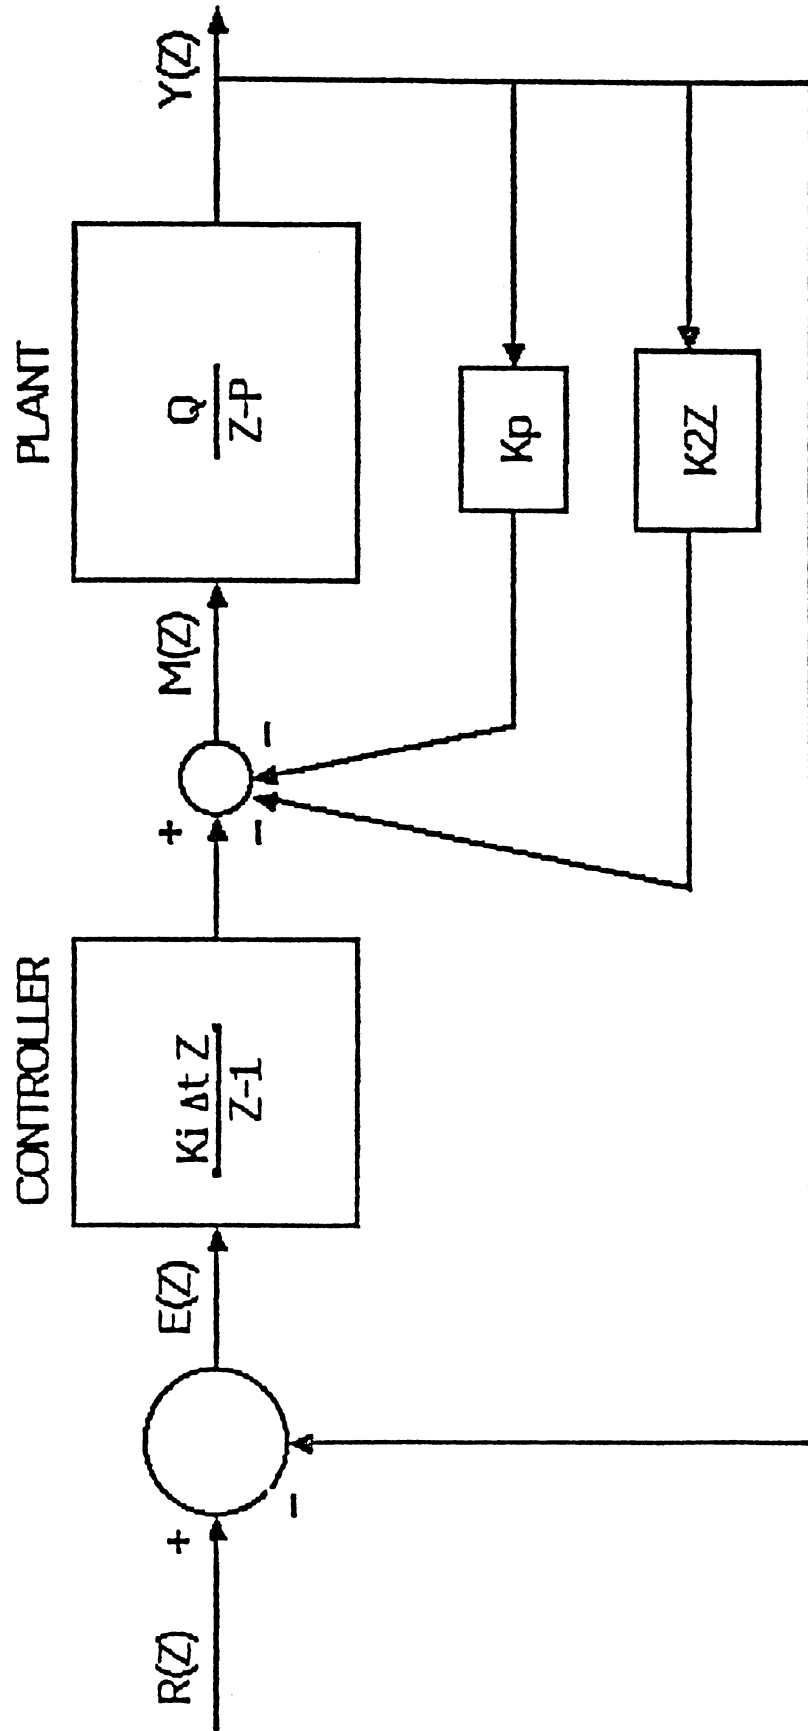 CONTROLLER
PLANT
R(Z)
+
-
E(Z)
Ki Δt Z
Z-1
+
-
-
M(Z)
Q
Z-P
Y(Z)
Kp
K2Z